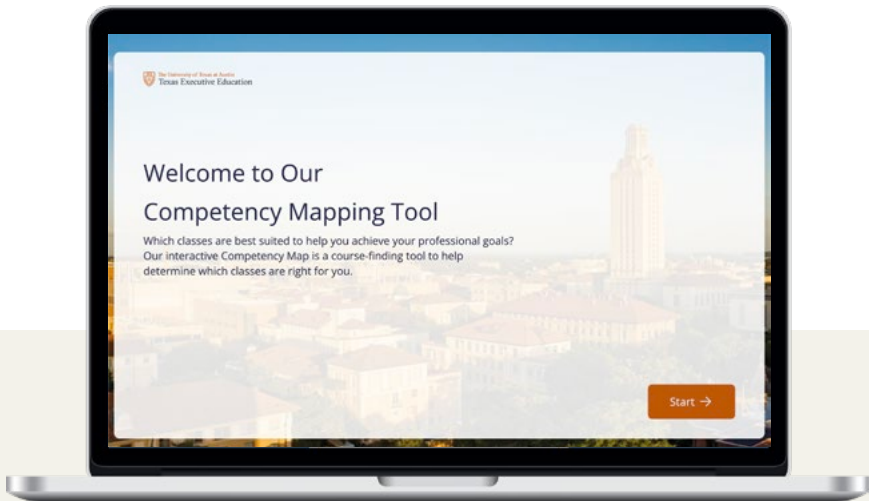 The University of Texas at Austin
Texas Executive Education
Welcome to Our
Competency Mapping Tool
Which classes are best suited to help you achieve your professional goals?
Our interactive Competency Map is a course-finding tool to help
determine which classes are right for you.
Start →